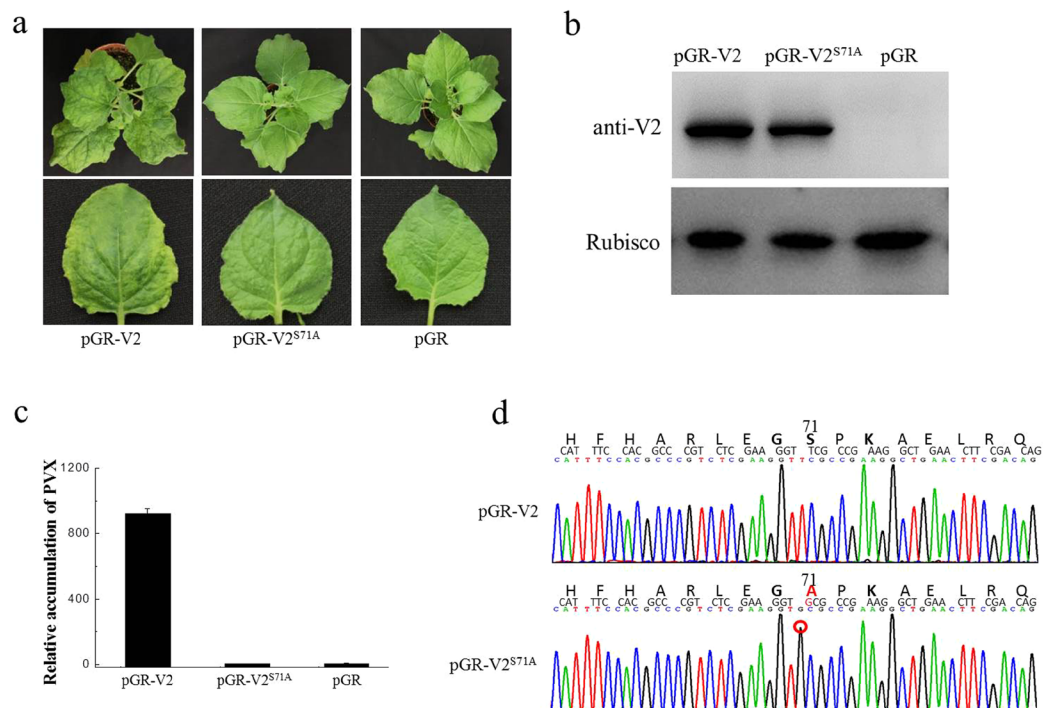 a
pGR-V2 pGR-V2S71A pGR
b
pGR-V2 pGR-V2S71A pGR
anti-V2
Rubisco
c
Relative accumulation of PVX
1200
800
400
0
pGR-V2 pGR-V2S71A pGR
d
71
H F H A R L E G S P K A E L R Q
CAT TTC CAC GCC CGT CTC GAA GGT TCG CCG AAG GCT GAA CTT CGA CAG
C A T T T C C A C G C C C G T C T C G A A G G T T C G C C G A A G G C T G A A C T T C G A C A G
pGR-V2
71
H F H A R L E G A P K A E L R Q
CAT TTC CAC GCC CGT CTC GAA GGT GCG CCG AAG GCT GAA CTT CGA CAG
C A T T T C C A C G C C C G T C T C G A A G G T G C G C C G A A G G C T G A A C T T C G A C A G
pGR-V2S71A